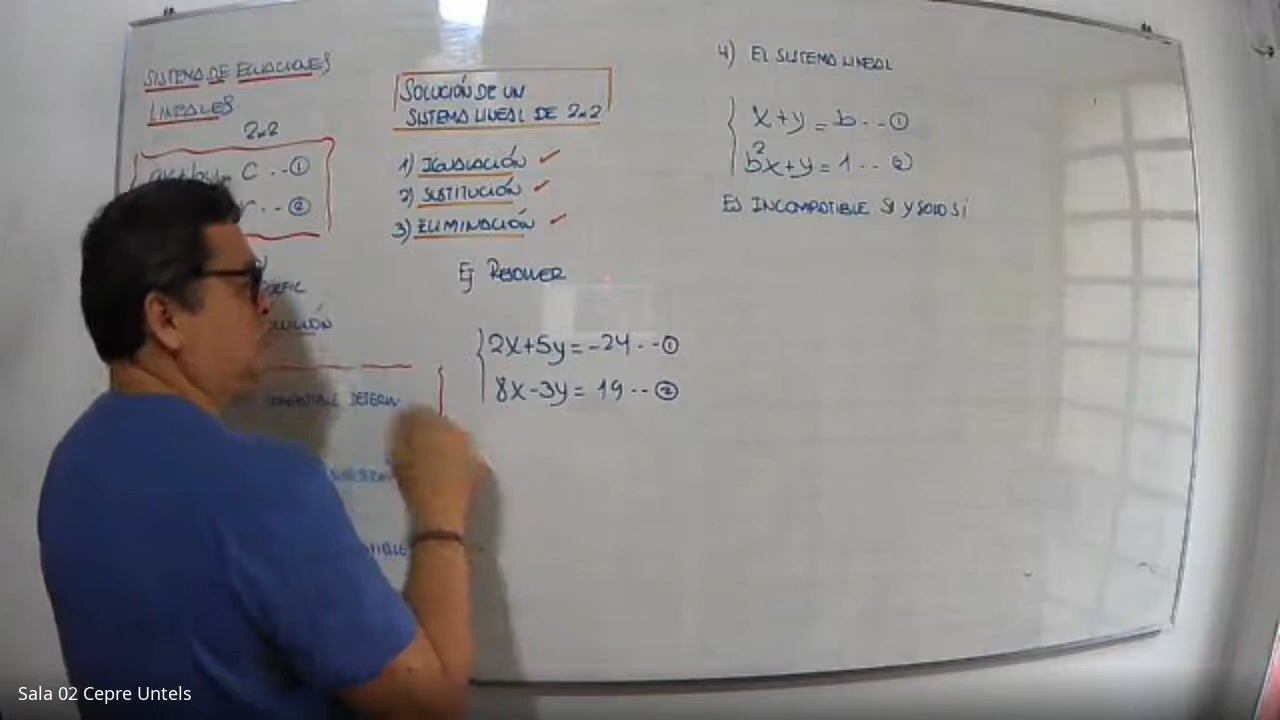 SISTEMA DE ECUACIONES
LINEALES
2x2
C ..①
r ..②
SOLUCIÓN DE UN
SISTEMA LINEAL DE 2x2
1) IGUALACIÓN ✓
2) SUSTITUCIÓN ✓
3) ELIMINACIÓN ✓
Ej RESOLVER
2x+5y=-24 --①
8x-3y= 19 --②
4) EL SISTEMA LINEAL
x+y = b --①
b²x+y = 1 -- ②
ES INCOMPATIBLE SI Y SOLO SI
Sala 02 Cepre Untels